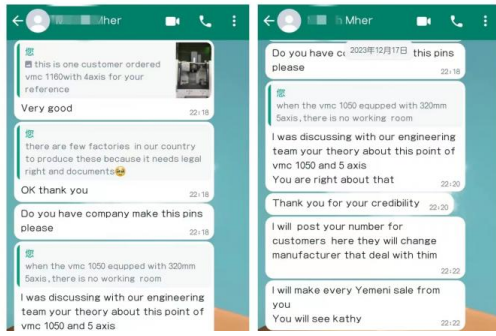 Mher
您
this is one customer ordered
vmc 1160with 4axis for your
reference
Very good
22:18
您
there are few factories in our country
to produce these because it needs legal
right and documents🥹
OK thank you
22:18
Do you have company make this pins
please
22:18
您
when the vmc 1050 equpped with 320mm
5axis, there is no working room
I was discussing with our engineering
team your theory about this point of
vmc 1050 and 5 axis
h Mher
Do you have co
2023年12月17日
this pins
please
22:18
您
when the vmc 1050 equpped with 320mm
5axis, there is no working room
I was discussing with our engineering
team your theory about this point of
vmc 1050 and 5 axis
You are right about that
22:20
Thank you for your credibility
22:20
I will post your number for
customers here they will change
manufacturer that deal with thim
22:22
I will make every Yemeni sale from
you
You will see kathy
22:22